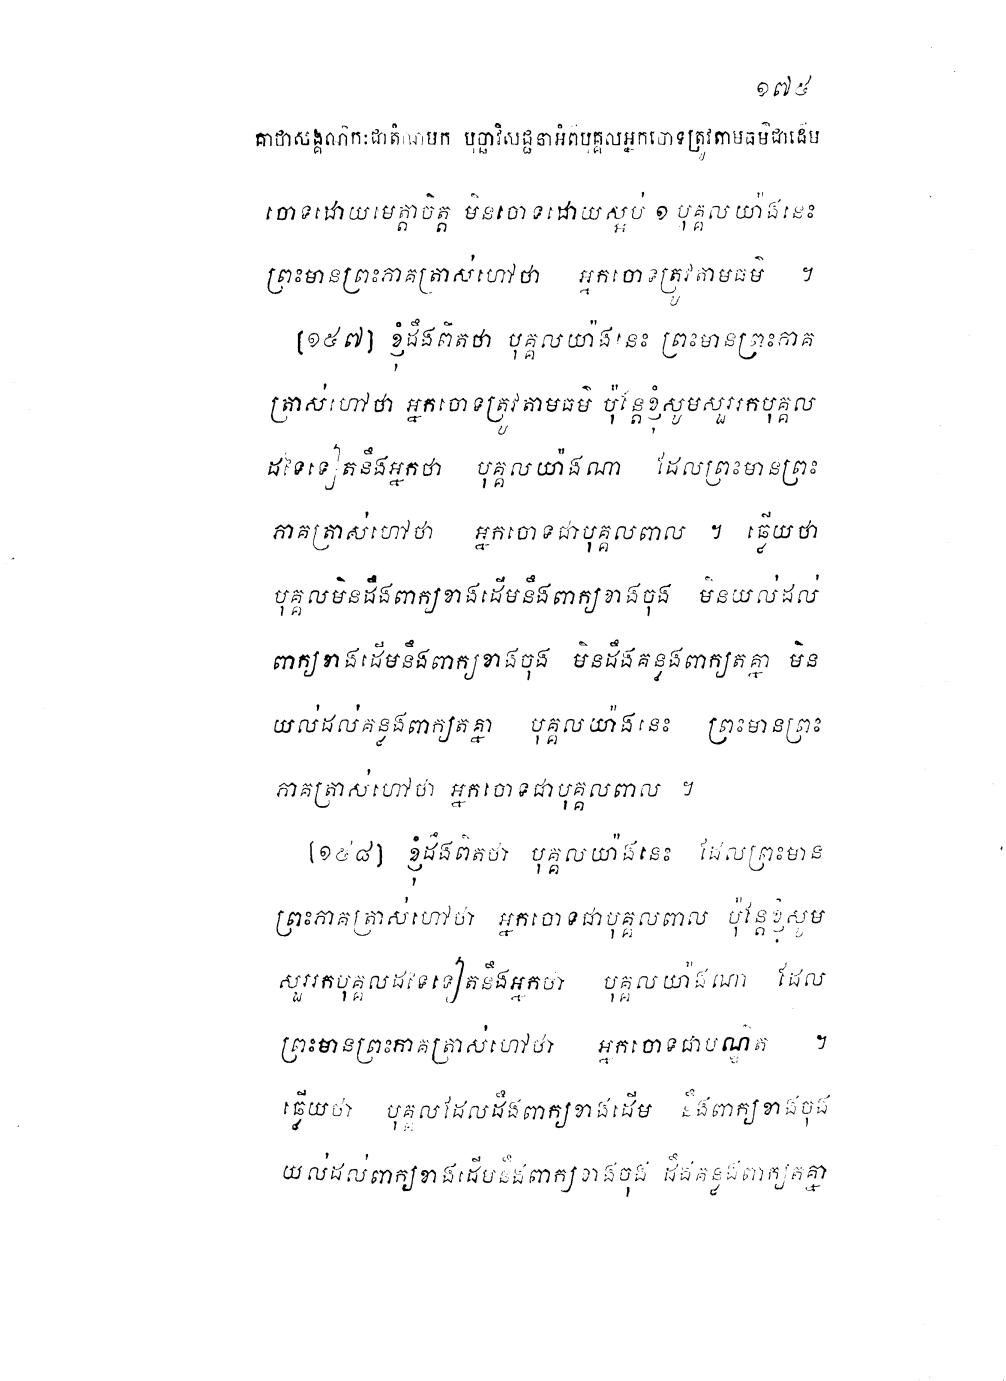 ១៧៥
គាថាសង្គណិកៈជាតំណមក បុច្ឆាវិសជ្ជនាអំពីបុគ្គលអ្នកចោទត្រូវតាមធម៌ជាដើម
ចោទដោយមេត្តាចិត្ត មិនចោទដោយស្អប់ ១ បុគ្គលយ៉ាងនេះ
ព្រះមានព្រះភាគត្រាស់ហៅថា អ្នកចោទត្រូវតាមធម៌ ។
[១៥៧] ខ្ញុំដឹងពិតថា បុគ្គលយ៉ាងនេះ ព្រះមានព្រះភាគ
ត្រាស់ហៅថា អ្នកចោទត្រូវតាមធម៌ ប៉ុន្តែខ្ញុំសូមសួររកបុគ្គល
ដទៃទៀតនឹងអ្នកថា បុគ្គលយ៉ាងណា ដែលព្រះមានព្រះ
ភាគត្រាស់ហៅថា អ្នកចោទជាបុគ្គលពាល ។ ឆ្លើយថា
បុគ្គលមិនដឹងពាក្យខាងដើមនឹងពាក្យខាងចុង មិនយល់ដល់
ពាក្យខាងដើមនឹងពាក្យខាងចុង មិនដឹងគន្លងពាក្យតគ្នា មិន
យល់ដល់គន្លងពាក្យតគ្នា បុគ្គលយ៉ាងនេះ ព្រះមានព្រះ
ភាគត្រាស់ហៅថា អ្នកចោទជាបុគ្គលពាល ។
[១៥៨] ខ្ញុំដឹងពិតថា បុគ្គលយ៉ាងនេះ ដែលព្រះមាន
ព្រះភាគត្រាស់ហៅថា អ្នកចោទជាបុគ្គលពាល ប៉ុន្តែខ្ញុំសូម
សួររកបុគ្គលដទៃទៀតនឹងអ្នកថា បុគ្គលយ៉ាងណា ដែល
ព្រះមានព្រះភាគត្រាស់ហៅថា អ្នកចោទជាបណ្ឌិត ។
ឆ្លើយថា បុគ្គលដែលដឹងពាក្យខាងដើម នឹងពាក្យខាងចុង
យល់ដល់ពាក្យខាងដើមនឹងពាក្យខាងចុង ដឹងគន្លងពាក្យតគ្នា